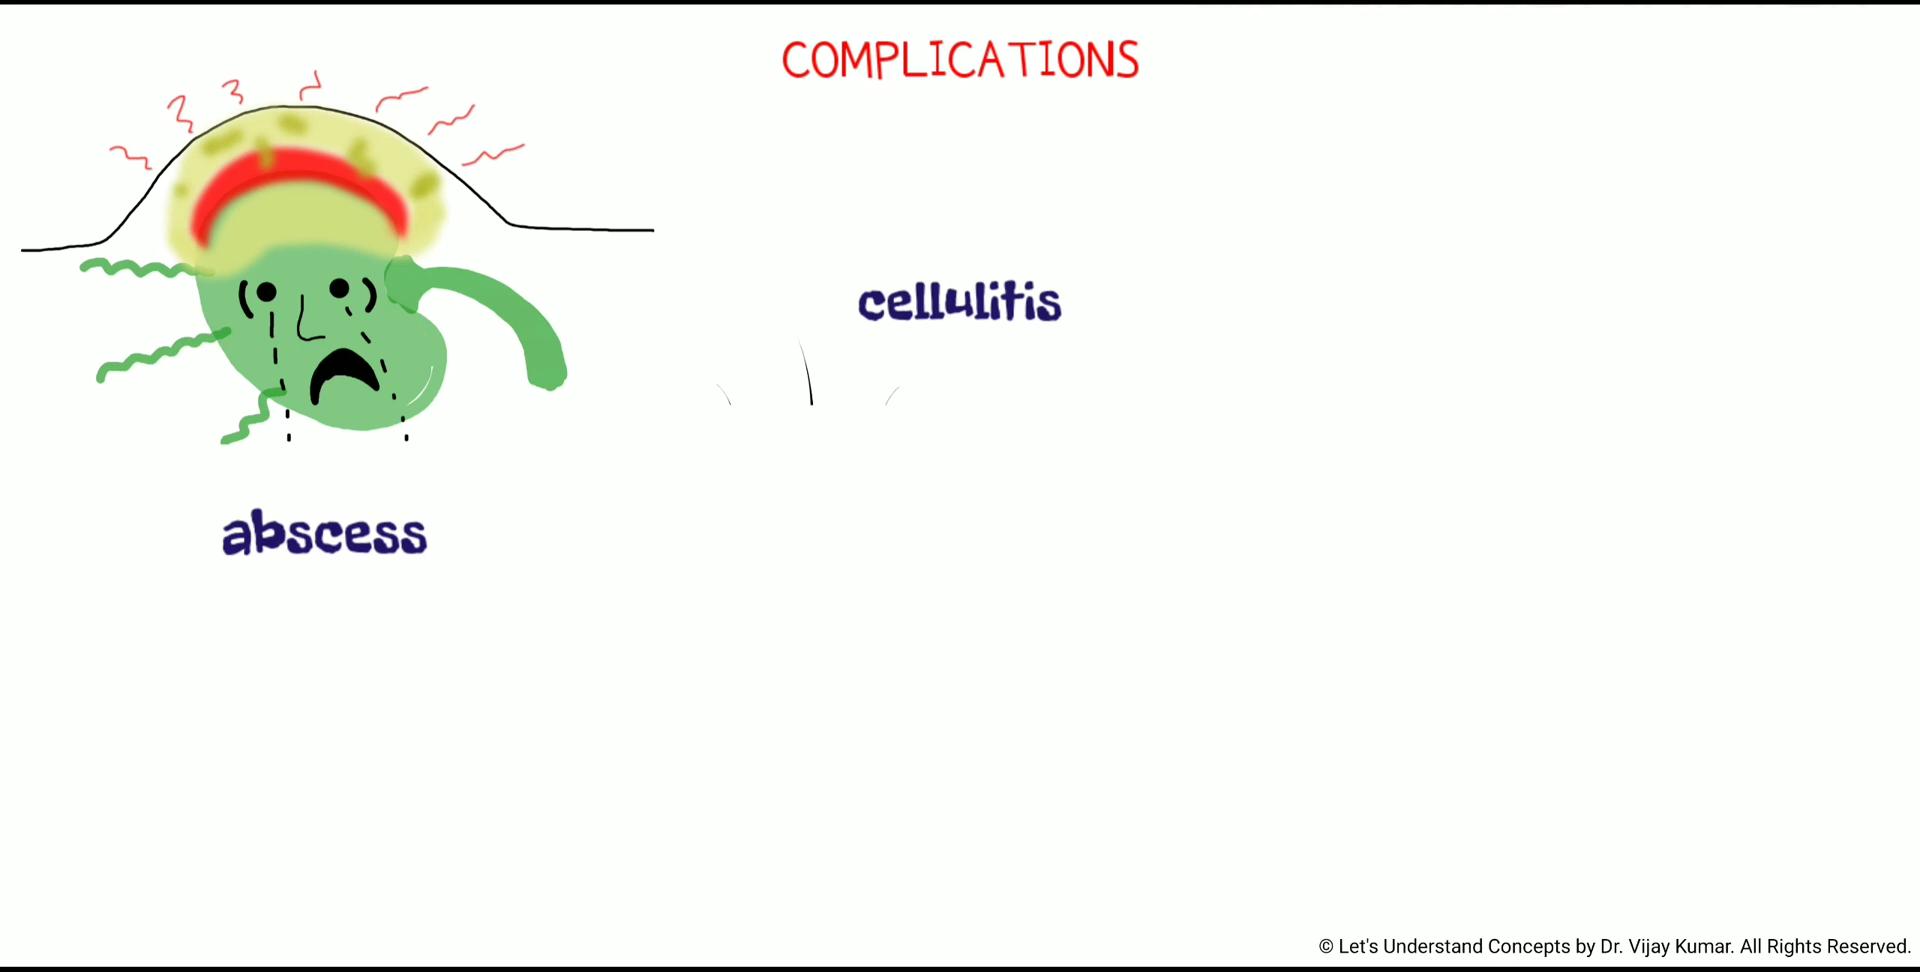 COMPLICATIONS
cellulitis
abscess
© Let's Understand Concepts by Dr. Vijay Kumar. All Rights Reserved.